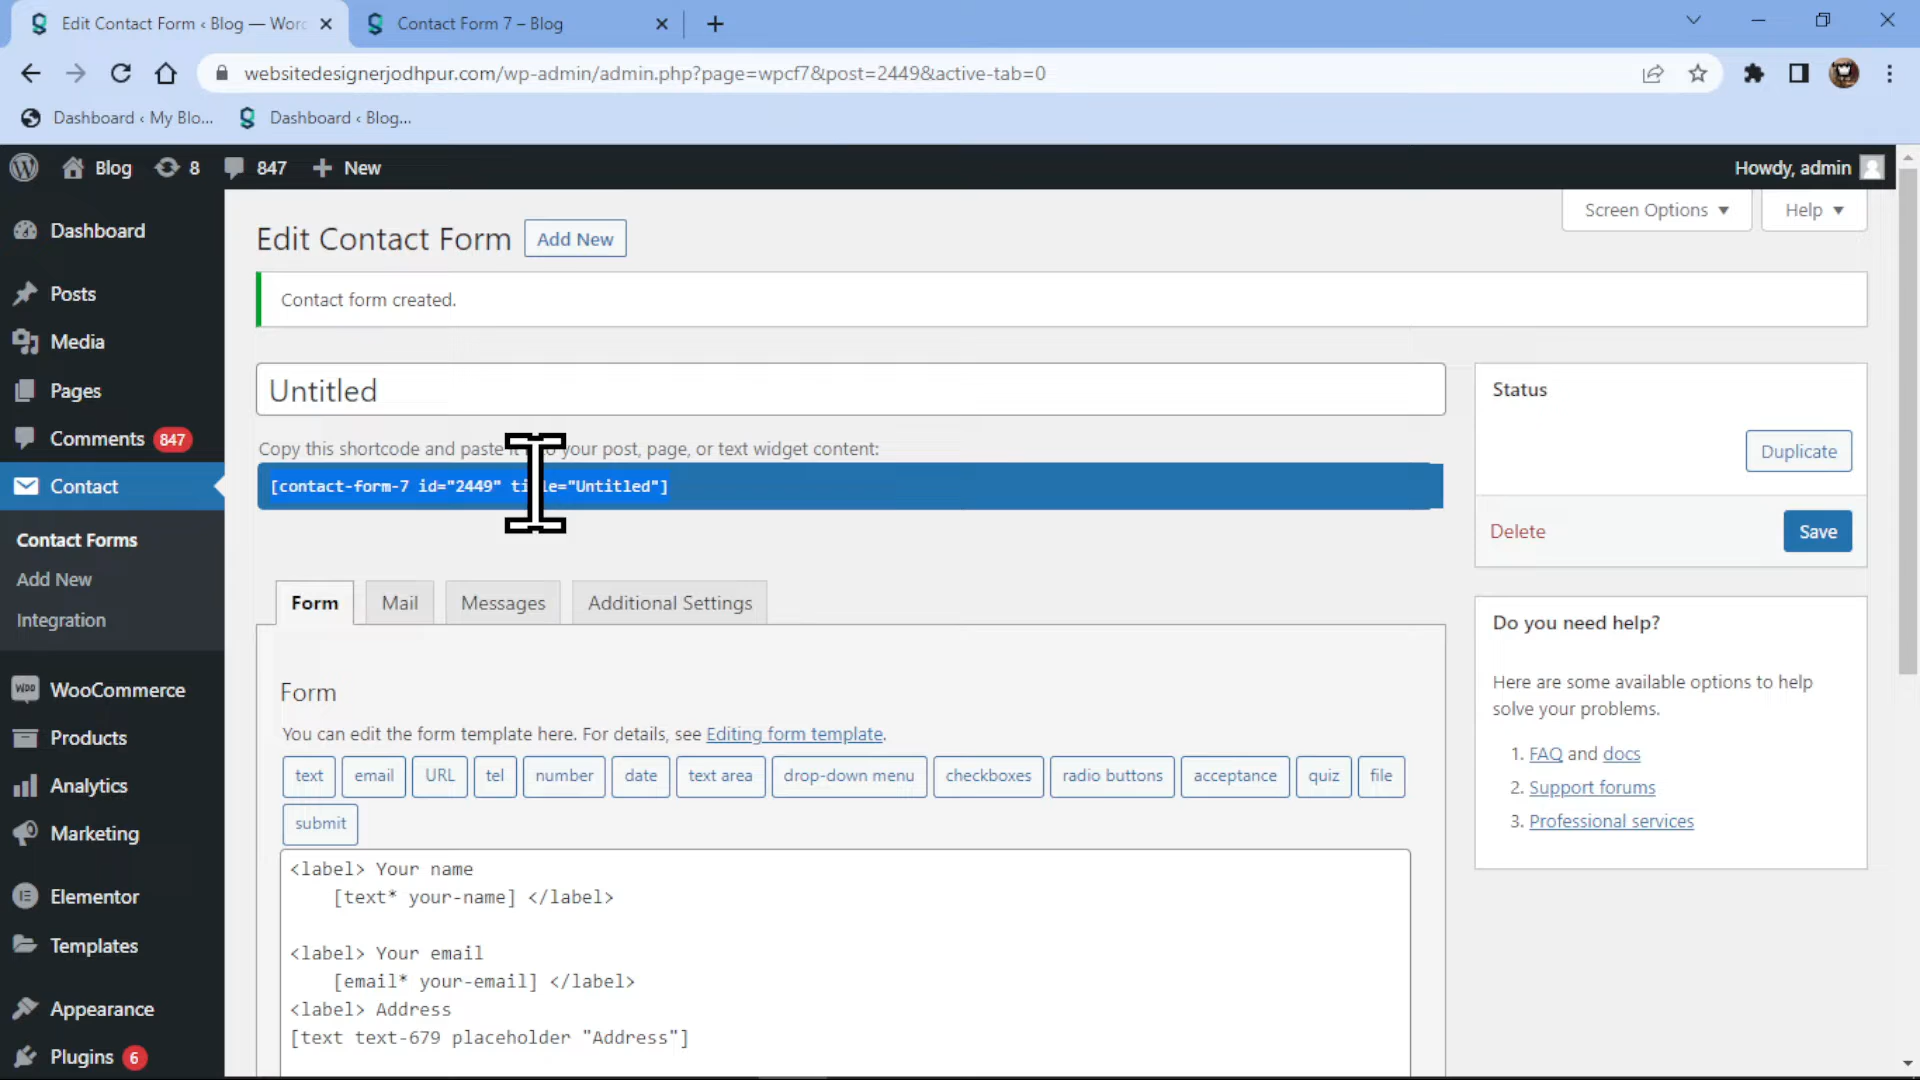 Edit Contact Form ‹ Blog — Word
Contact Form 7 – Blog
websitedesignerjodhpur.com/wp-admin/admin.php?page=wpcf7&post=2449&active-tab=0
Dashboard ‹ My Blo...
Dashboard ‹ Blog...
Blog
8
847
New
Howdy, admin
Screen Options
Help
Dashboard
Posts
Media
Pages
Comments 847
Contact
Contact Forms
Add New
Integration
WooCommerce
Products
Analytics
Marketing
Elementor
Templates
Appearance
Plugins 6
Edit Contact Form
Add New
Contact form created.
Untitled
Copy this shortcode and paste it into your post, page, or text widget content:
[contact-form-7 id="2449" title="Untitled"]
Form
Mail
Messages
Additional Settings
Form
You can edit the form template here. For details, see Editing form template.
text
email
URL
tel
number
date
text area
drop-down menu
checkboxes
radio buttons
acceptance
quiz
file
submit
<label> Your name
[text* your-name] </label>
<label> Your email
[email* your-email] </label>
<label> Address
[text text-679 placeholder "Address"]
Status
Duplicate
Delete
Save
Do you need help?
Here are some available options to help
solve your problems.
1. FAQ and docs
2. Support forums
3. Professional services